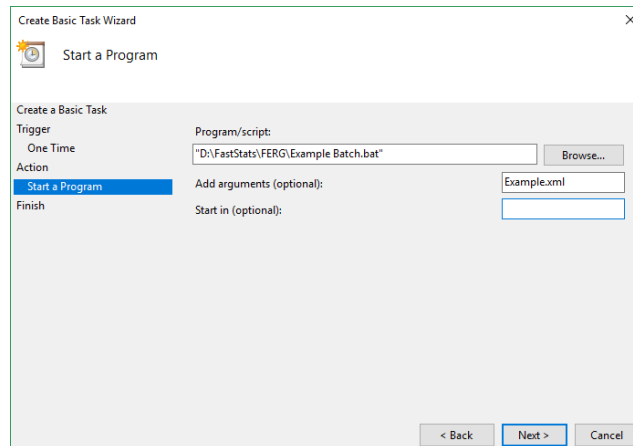 Create Basic Task Wizard
Start a Program
Create a Basic Task
Trigger
One Time
Action
Start a Program
Finish
Program/script:
"D:\FastStats\FERG\Example Batch.bat"
Browse...
Add arguments (optional):
Example.xml
Start in (optional):
< Back
Next >
Cancel